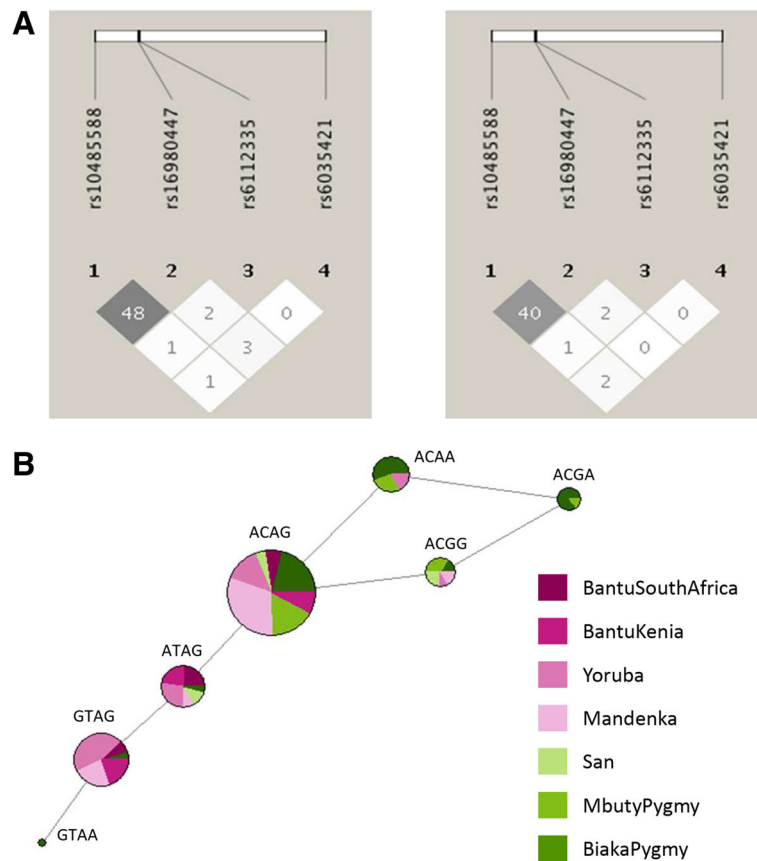 A
rs10485588
rs16980447
rs6112335
rs6035421
1 2 3 4
48 2 0
1 3
1
rs10485588
rs16980447
rs6112335
rs6035421
1 2 3 4
40 2 0
1 0
2
B
ACAA
ACGA
ACAG
ACGG
ATAG
GTAG
GTAA
BantuSouthAfrica
BantuKenia
Yoruba
Mandenka
San
MbutyPygmy
BiakaPygmy